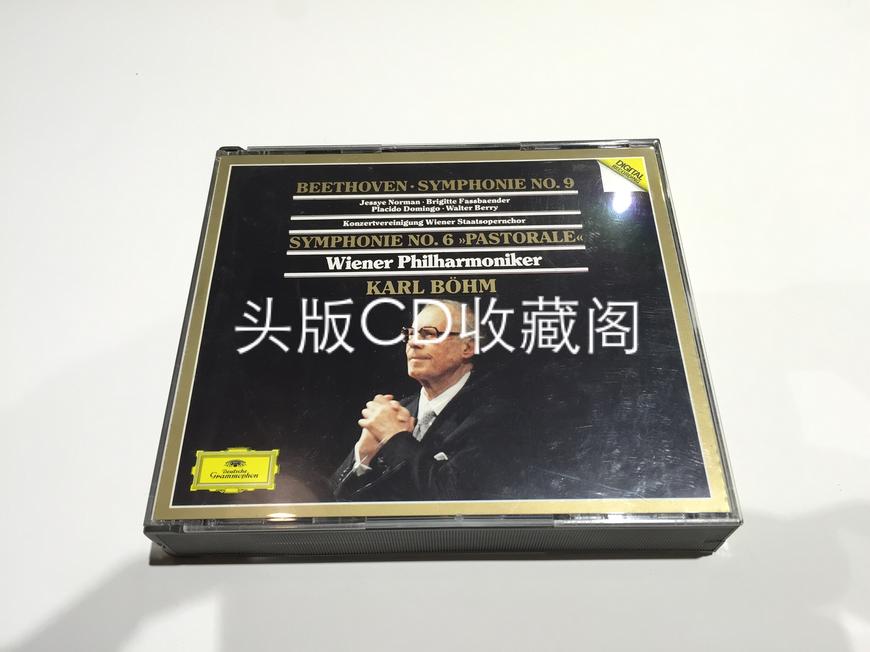 DIGITAL
RECORDING
BEETHOVEN · SYMPHONIE NO. 9
Jessye Norman · Brigitte Fassbaender
Placido Domingo · Walter Berry
Konzertvereinigung Wiener Staatsopernchor
SYMPHONIE NO. 6 »PASTORALE«
Wiener Philharmoniker
KARL BÖHM
头版CD收藏阁
Deutsche
Grammophon